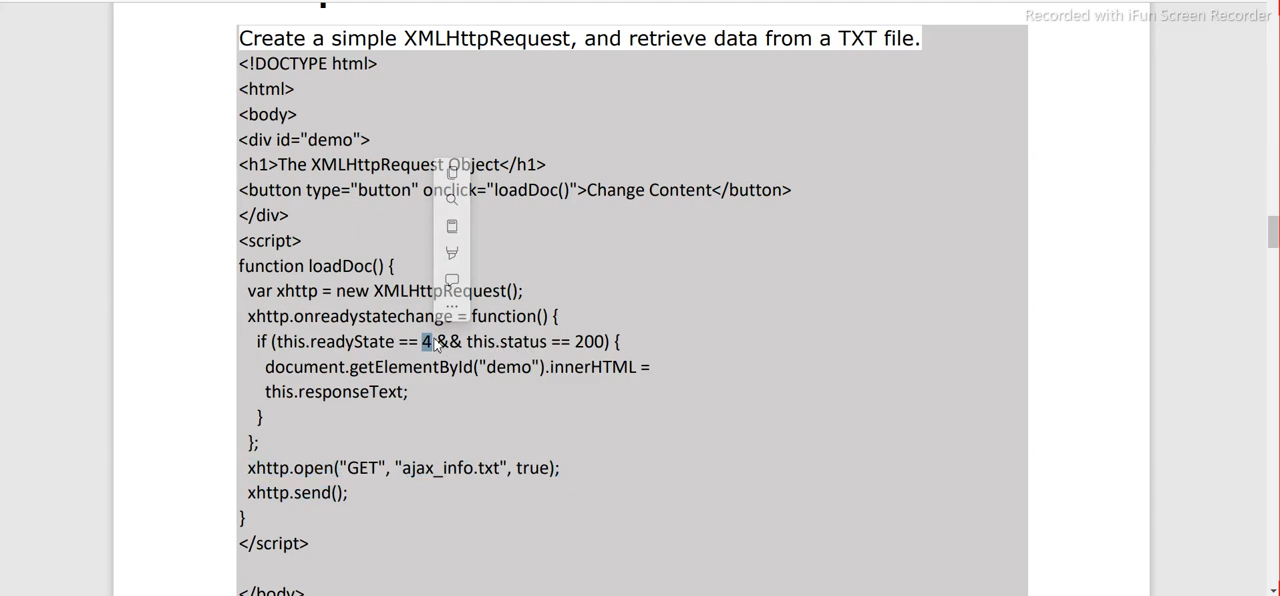 Recorded with iFun Screen Recorder
Create a simple XMLHttpRequest, and retrieve data from a TXT file.
<!DOCTYPE html>
<html>
<body>
<div id="demo">
<h1>The XMLHttpRequest Object</h1>
<button type="button" onclick="loadDoc()">Change Content</button>
</div>
<script>
function loadDoc() {
var xhttp = new XMLHttpRequest();
xhttp.onreadystatechange = function() {
if (this.readyState == 4 && this.status == 200) {
document.getElementById("demo").innerHTML =
this.responseText;
}
};
xhttp.open("GET", "ajax_info.txt", true);
xhttp.send();
}
</script>
</body>